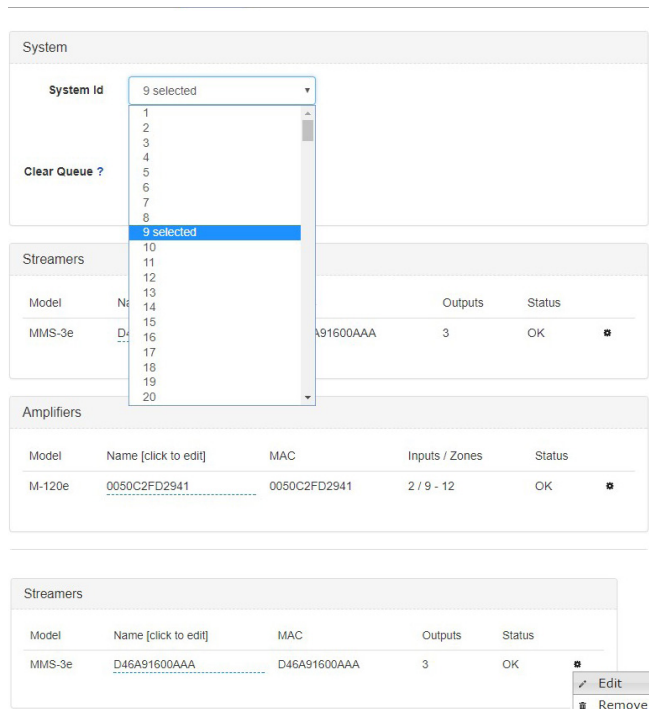 System
System Id
9 selected
1
2
3
4
5
6
7
8
9 selected
10
11
12
13
14
15
16
17
18
19
20
Clear Queue ?
Streamers
Model Outputs Status
MMS-3e 3 OK
Amplifiers
Model Name [click to edit] MAC Inputs / Zones Status
M-120e 0050C2FD2941 0050C2FD2941 2 / 9 - 12 OK
Streamers
Model Name [click to edit] MAC Outputs Status
MMS-3e D46A91600AAA D46A91600AAA 3 OK
Edit
Remove